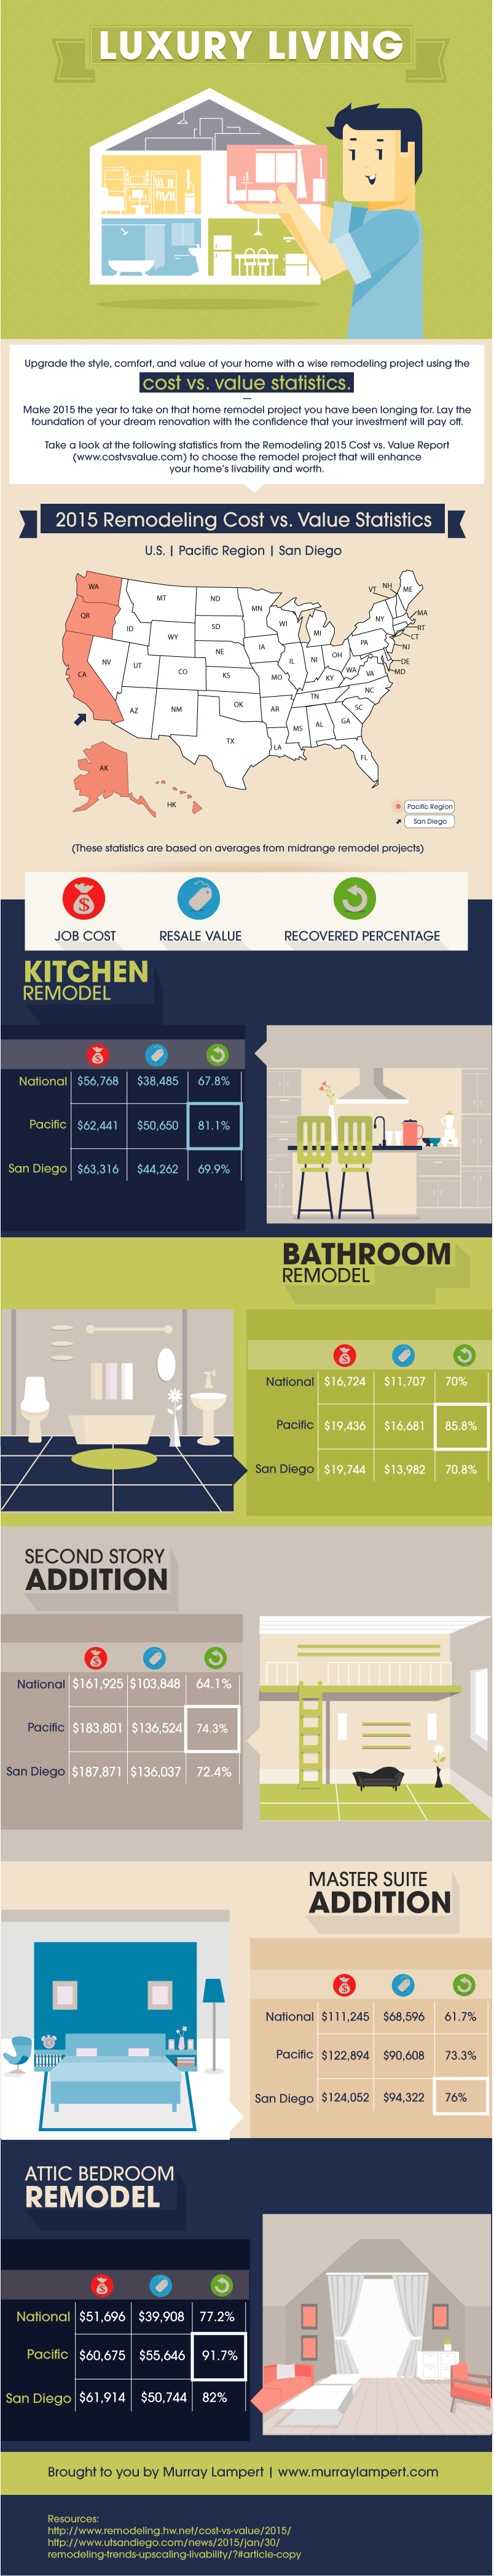 LUXURY LIVING
Upgrade the style, comfort, and value of your home with a wise remodeling project using the
cost vs. value statistics.
Make 2015 the year to take on that home remodel project you have been longing for. Lay the
foundation of your dream renovation with the confidence that your investment will pay off.
Take a look at the following statistics from the Remodeling 2015 Cost vs. Value Report
(www.costvsvalue.com) to choose the remodel project that will enhance
your home's livability and worth.
2015 Remodeling Cost vs. Value Statistics
U.S. | Pacific Region | San Diego
WA
MT
ND
MN
VT
NH
ME
QR
ID
SD
WI
MI
NY
MA
RT
CT
WY
NE
IA
PA
NJ
NV
UT
CO
KS
IL
NI
OH
DE
MD
CA
MO
KY
WA
VA
NC
AZ
NM
OK
AR
TN
SC
MS
AL
GA
TX
LA
FL
AK
HK
Pacific Region
San Diego
(These statistics are based on averages from midrange remodel projects)
JOB COST RESALE VALUE RECOVERED PERCENTAGE
KITCHEN
REMODEL
National $56,768 $38,485 67.8%
Pacific $62,441 $50,650 81.1%
San Diego $63,316 $44,262 69.9%
BATHROOM
REMODEL
National $16,724 $11,707 70%
Pacific $19,436 $16,681 85.8%
San Diego $19,744 $13,982 70.8%
SECOND STORY
ADDITION
National $161,925 $103,848 64.1%
Pacific $183,801 $136,524 74.3%
San Diego $187,871 $136,037 72.4%
MASTER SUITE
ADDITION
National $111,245 $68,596 61.7%
Pacific $122,894 $90,608 73.3%
San Diego $124,052 $94,322 76%
ATTIC BEDROOM
REMODEL
National $51,696 $39,908 77.2%
Pacific $60,675 $55,646 91.7%
San Diego $61,914 $50,744 82%
Brought to you by Murray Lampert | www.murraylampert.com
Resources:
http://www.remodeling.hw.net/cost-vs-value/2015/
http://www.utsandiego.com/news/2015/jan/30/
remodeling-trends-upscaling-livability/?#article-copy